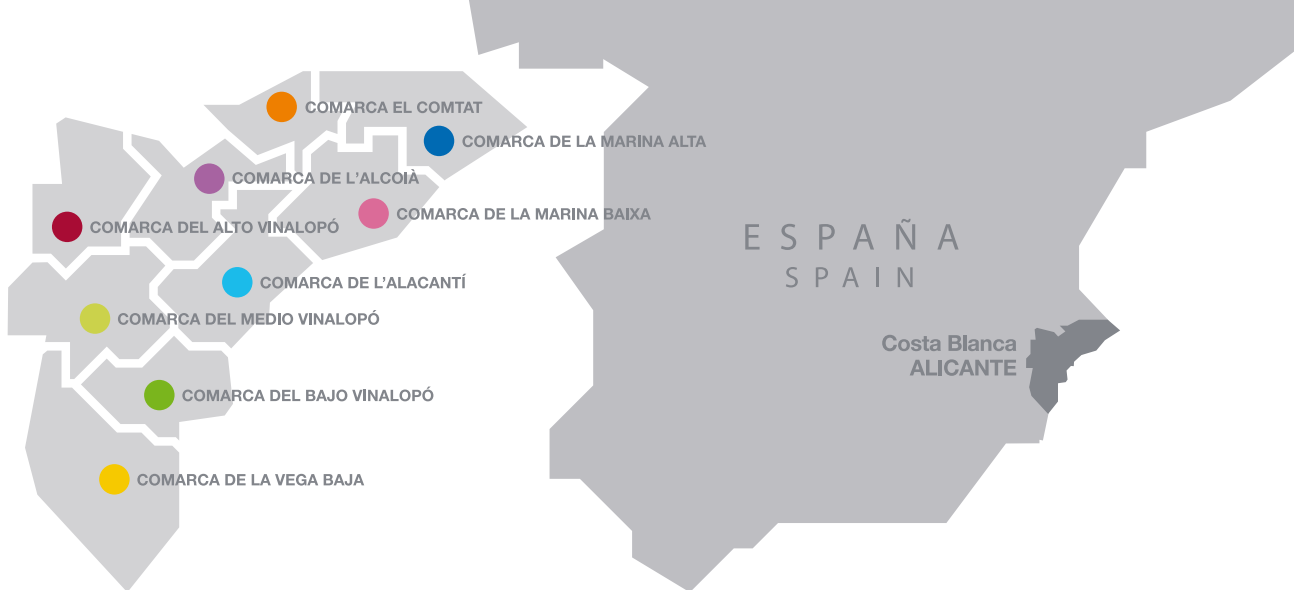 COMARCA EL COMTAT
COMARCA DE LA MARINA ALTA
COMARCA DE L’ALCOIÀ
COMARCA DE LA MARINA BAIXA
COMARCA DEL ALTO VINALOPÓ
COMARCA DE L’ALACANTÍ
COMARCA DEL MEDIO VINALOPÓ
COMARCA DEL BAJO VINALOPÓ
COMARCA DE LA VEGA BAJA
ESPAÑA
SPAIN
Costa Blanca
ALICANTE